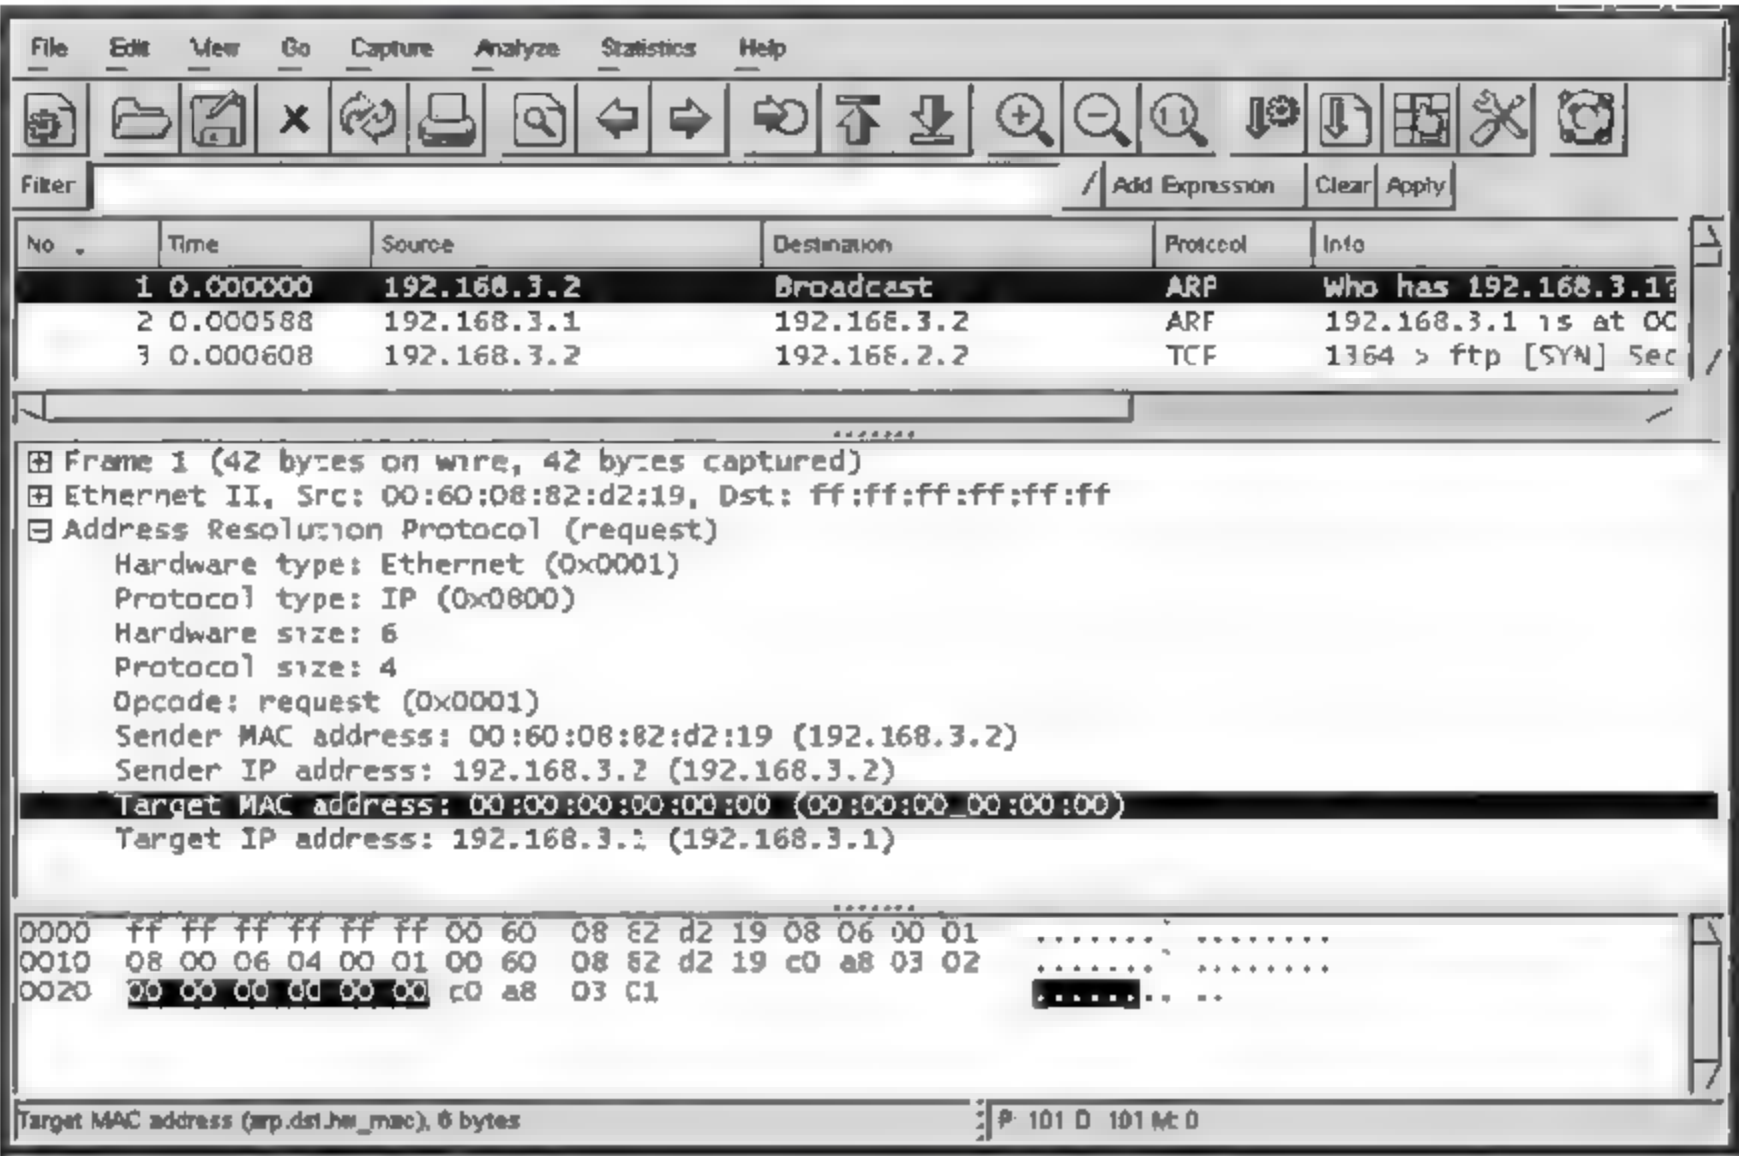 File Edit View Go Capture Analyze Statistics Help
Filter Add Expression Clear Apply
No Time Source Destination Protocol Info
1 0.000000 192.168.3.2 Broadcast ARP Who has 192.168.3.1?
2 0.000588 192.168.3.1 192.168.3.2 ARP 192.168.3.1 is at 00
3 0.000608 192.168.3.2 192.168.2.2 TCP 1364 > ftp [SYN] Seq
Frame 1 (42 bytes on wire, 42 bytes captured)
Ethernet II, Src: 00:60:08:82:d2:19, Dst: ff:ff:ff:ff:ff:ff
Address Resolution Protocol (request)
Hardware type: Ethernet (0x0001)
Protocol type: IP (0x0800)
Hardware size: 6
Protocol size: 4
Opcode: request (0x0001)
Sender MAC address: 00:60:08:82:d2:19 (192.168.3.2)
Sender IP address: 192.168.3.2 (192.168.3.2)
Target MAC address: 00:00:00:00:00:00 (00:00:00_00:00:00)
Target IP address: 192.168.3.1 (192.168.3.1)
0000 ff ff ff ff ff ff 00 60 08 82 d2 19 08 06 00 01 .......` ........
0010 08 00 06 04 00 01 00 60 08 82 d2 19 c0 a8 03 02 .......` ........
0020 00 00 00 00 00 00 c0 a8 03 01 ........ ..
Target MAC address (arp.dst.hw_mac), 6 bytes P: 101 D: 101 M: 0